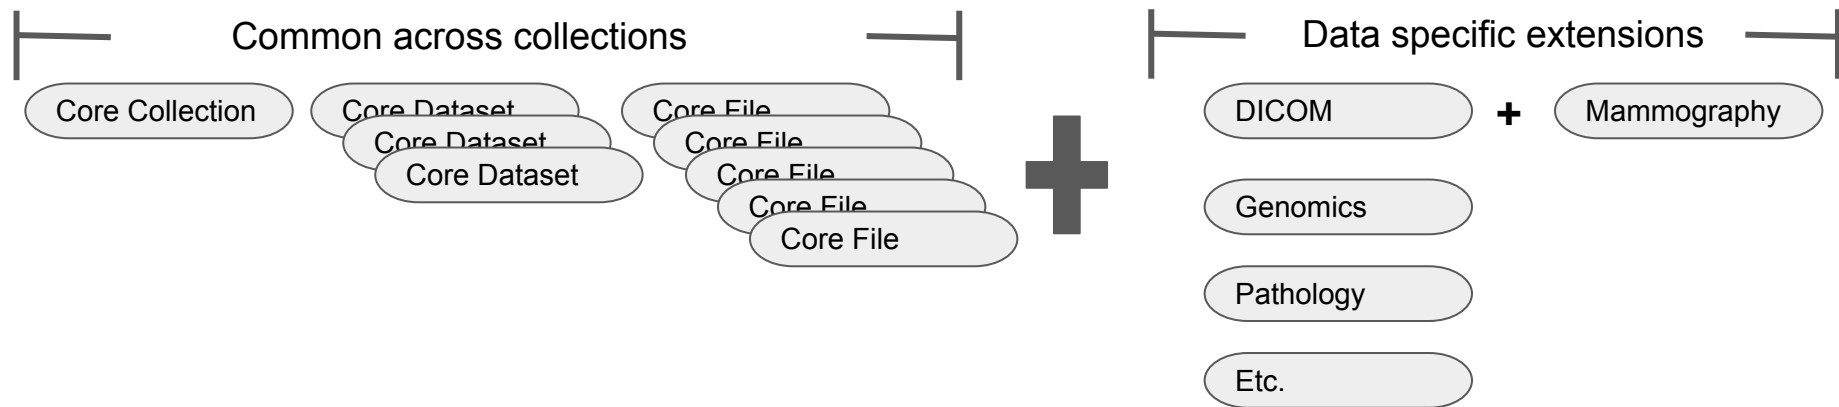 Common across collections
Data specific extensions
Core Collection
Core Dataset
Core Dataset
Core Dataset
Core File
Core File
Core File
Core File
Core File
+
DICOM
+
Mammography
Genomics
Pathology
Etc.